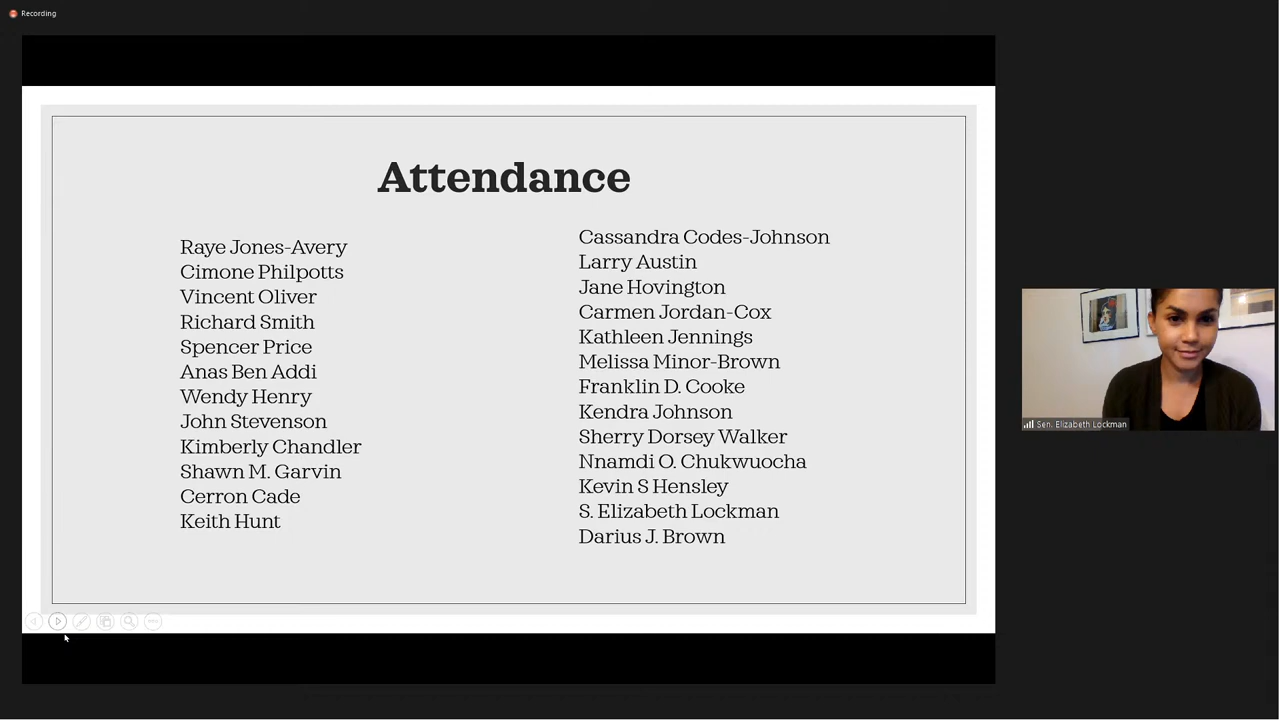 Recording
Attendance
Raye Jones-Avery
Cimone Philpotts
Vincent Oliver
Richard Smith
Spencer Price
Anas Ben Addi
Wendy Henry
John Stevenson
Kimberly Chandler
Shawn M. Garvin
Cerron Cade
Keith Hunt
Cassandra Codes-Johnson
Larry Austin
Jane Hovington
Carmen Jordan-Cox
Kathleen Jennings
Melissa Minor-Brown
Franklin D. Cooke
Kendra Johnson
Sherry Dorsey Walker
Nnamdi O. Chukwuocha
Kevin S Hensley
S. Elizabeth Lockman
Darius J. Brown
Sen. Elizabeth Lockman